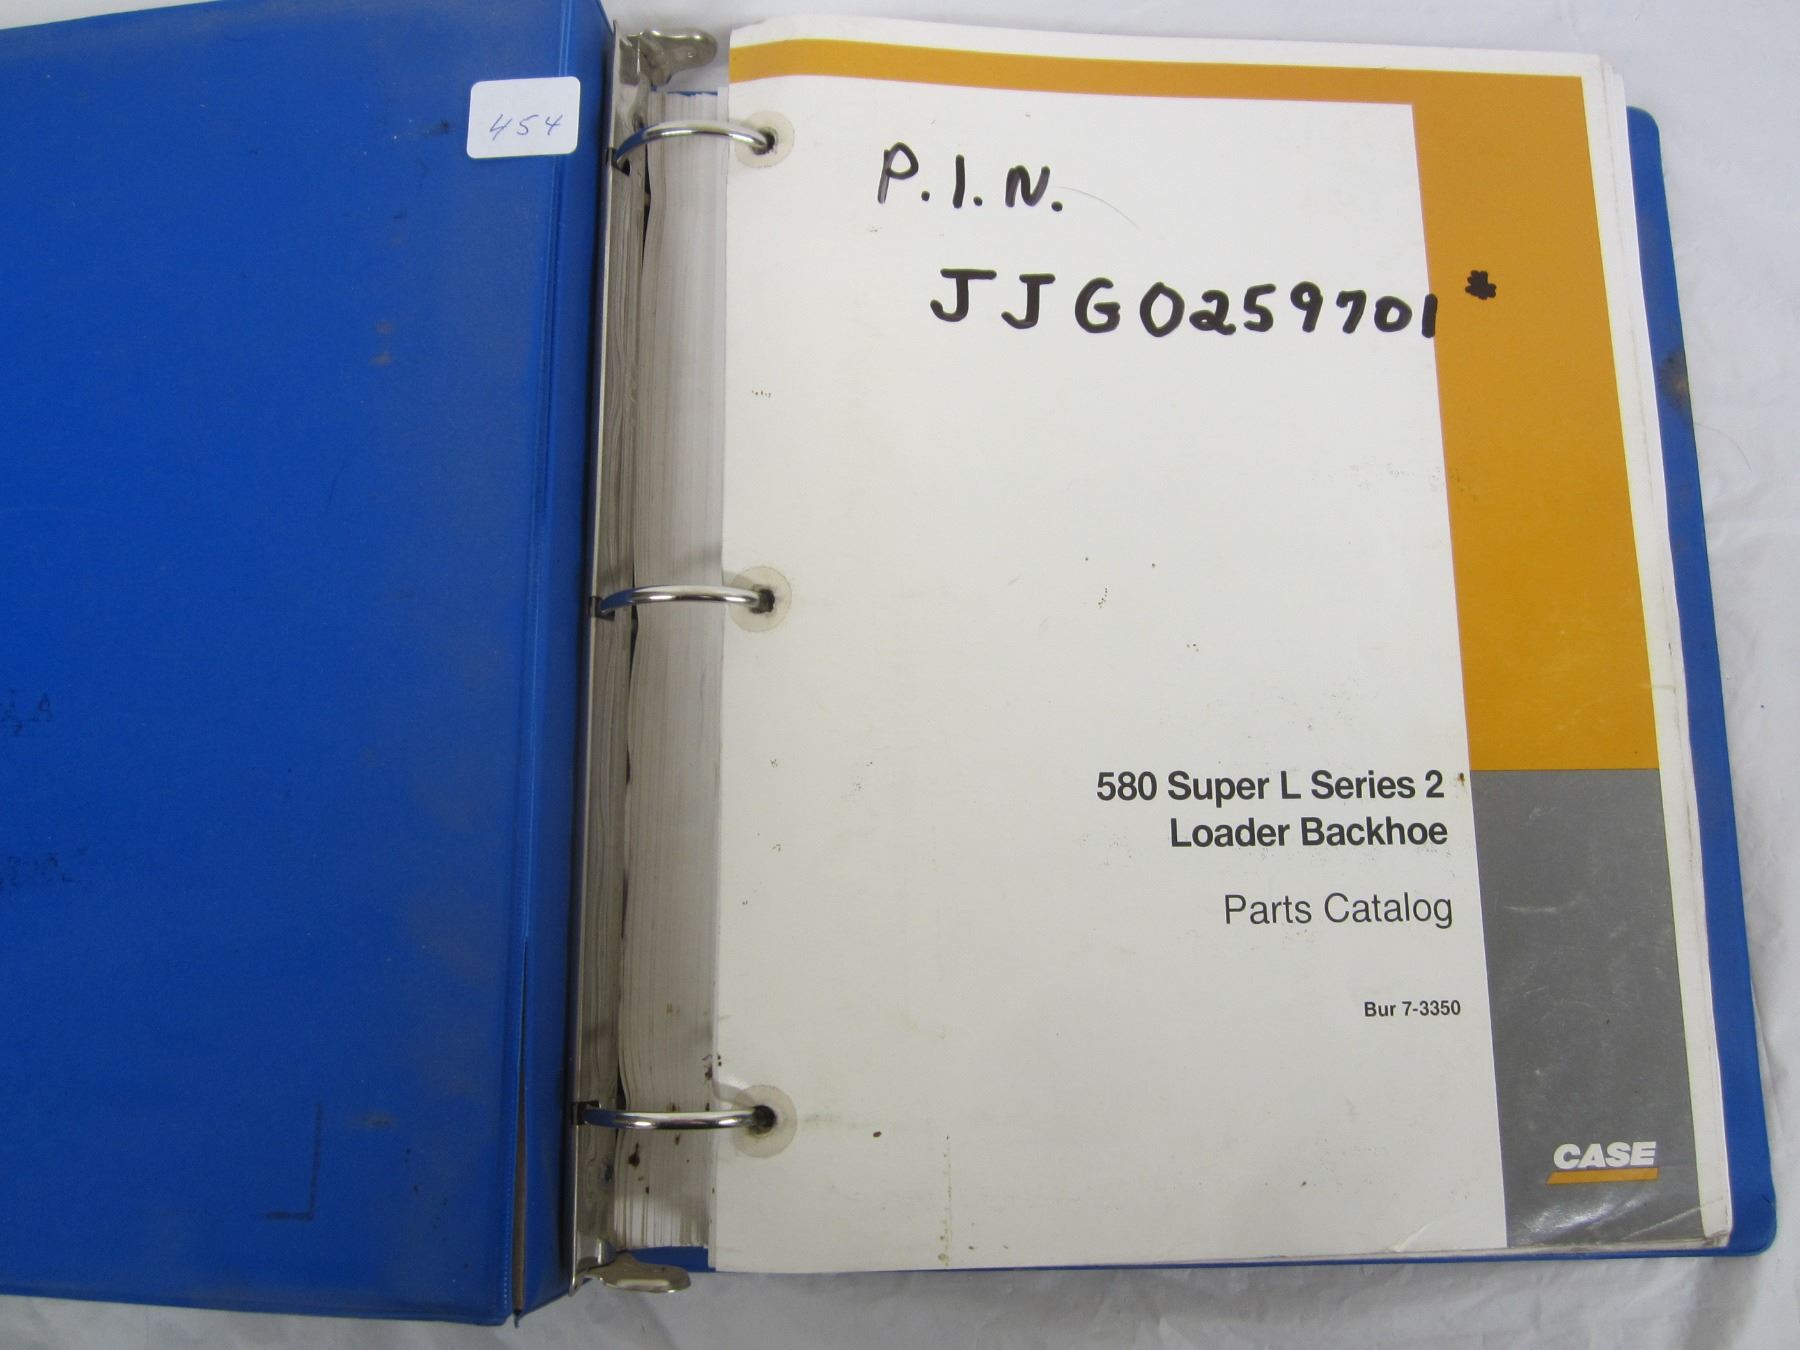 454
P.I.N.
JJG0259701*
580 Super L Series 2
Loader Backhoe
Parts Catalog
Bur 7-3350
CASE